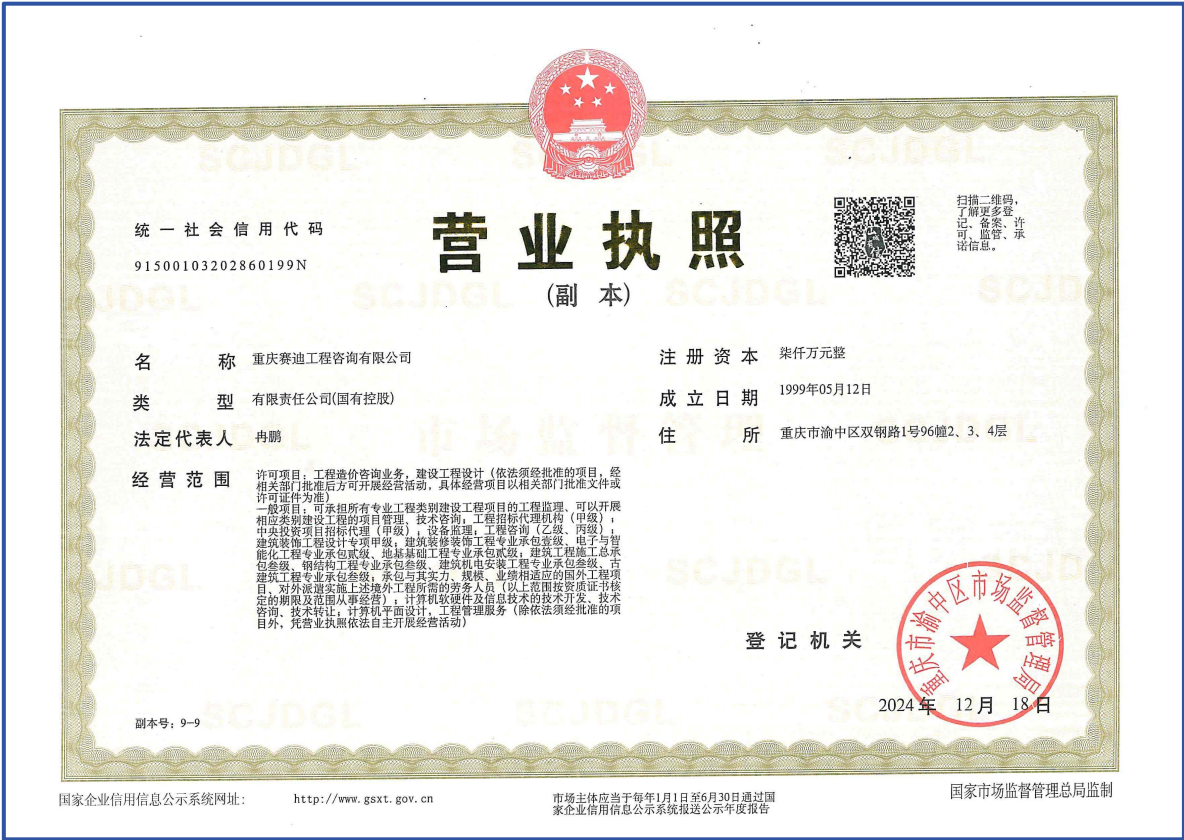 统一社会信用代码
91500103202860199N
营业执照
(副 本)
扫描二维码，
了解更多登
记、备案、许
可、监管、承
诺信息。
名 称 重庆赛迪工程咨询有限公司
类 型 有限责任公司(国有控股)
法定代表人 冉鹏
经营范围 许可项目：工程造价咨询业务，建设工程设计（依法须经批准的项目，经
相关部门批准后方可开展经营活动，具体经营项目以相关部门批准文件或
许可证件为准）
一般项目：可承担所有专业工程类别建设工程项目的工程监理、可以开展
相应类别建设工程的项目管理、技术咨询；工程招标代理机构（甲级）；
中央投资项目招标代理（甲级）；设备监理；工程咨询（乙级、丙级）；
建筑装饰工程设计专项甲级；建筑装修装饰工程专业承包壹级、电子与智
能化工程专业承包贰级、地基基础工程专业承包贰级；建筑工程施工总承
包叁级、钢结构工程专业承包叁级、建筑机电安装工程专业承包叁级、古
建筑工程专业承包叁级；承包与其实力、规模、业绩相适应的国外工程项
目、对外派遣实施上述境外工程所需的劳务人员（以上范围按资质证书核
定的期限及范围从事经营）；计算机软硬件及信息技术的技术开发、技术
咨询、技术转让；计算机平面设计，工程管理服务（除依法须经批准的项
目外，凭营业执照依法自主开展经营活动）
注册资本 柒仟万元整
成立日期 1999年05月12日
住 所 重庆市渝中区双钢路1号96幢2、3、4层
登记机关
重庆市渝中区市场监督管理局
2024 年 12 月 18 日
副本号：9-9
国家企业信用信息公示系统网址： http://www.gsxt.gov.cn
市场主体应当于每年1月1日至6月30日通过国
家企业信用信息公示系统报送公示年度报告
国家市场监督管理总局监制